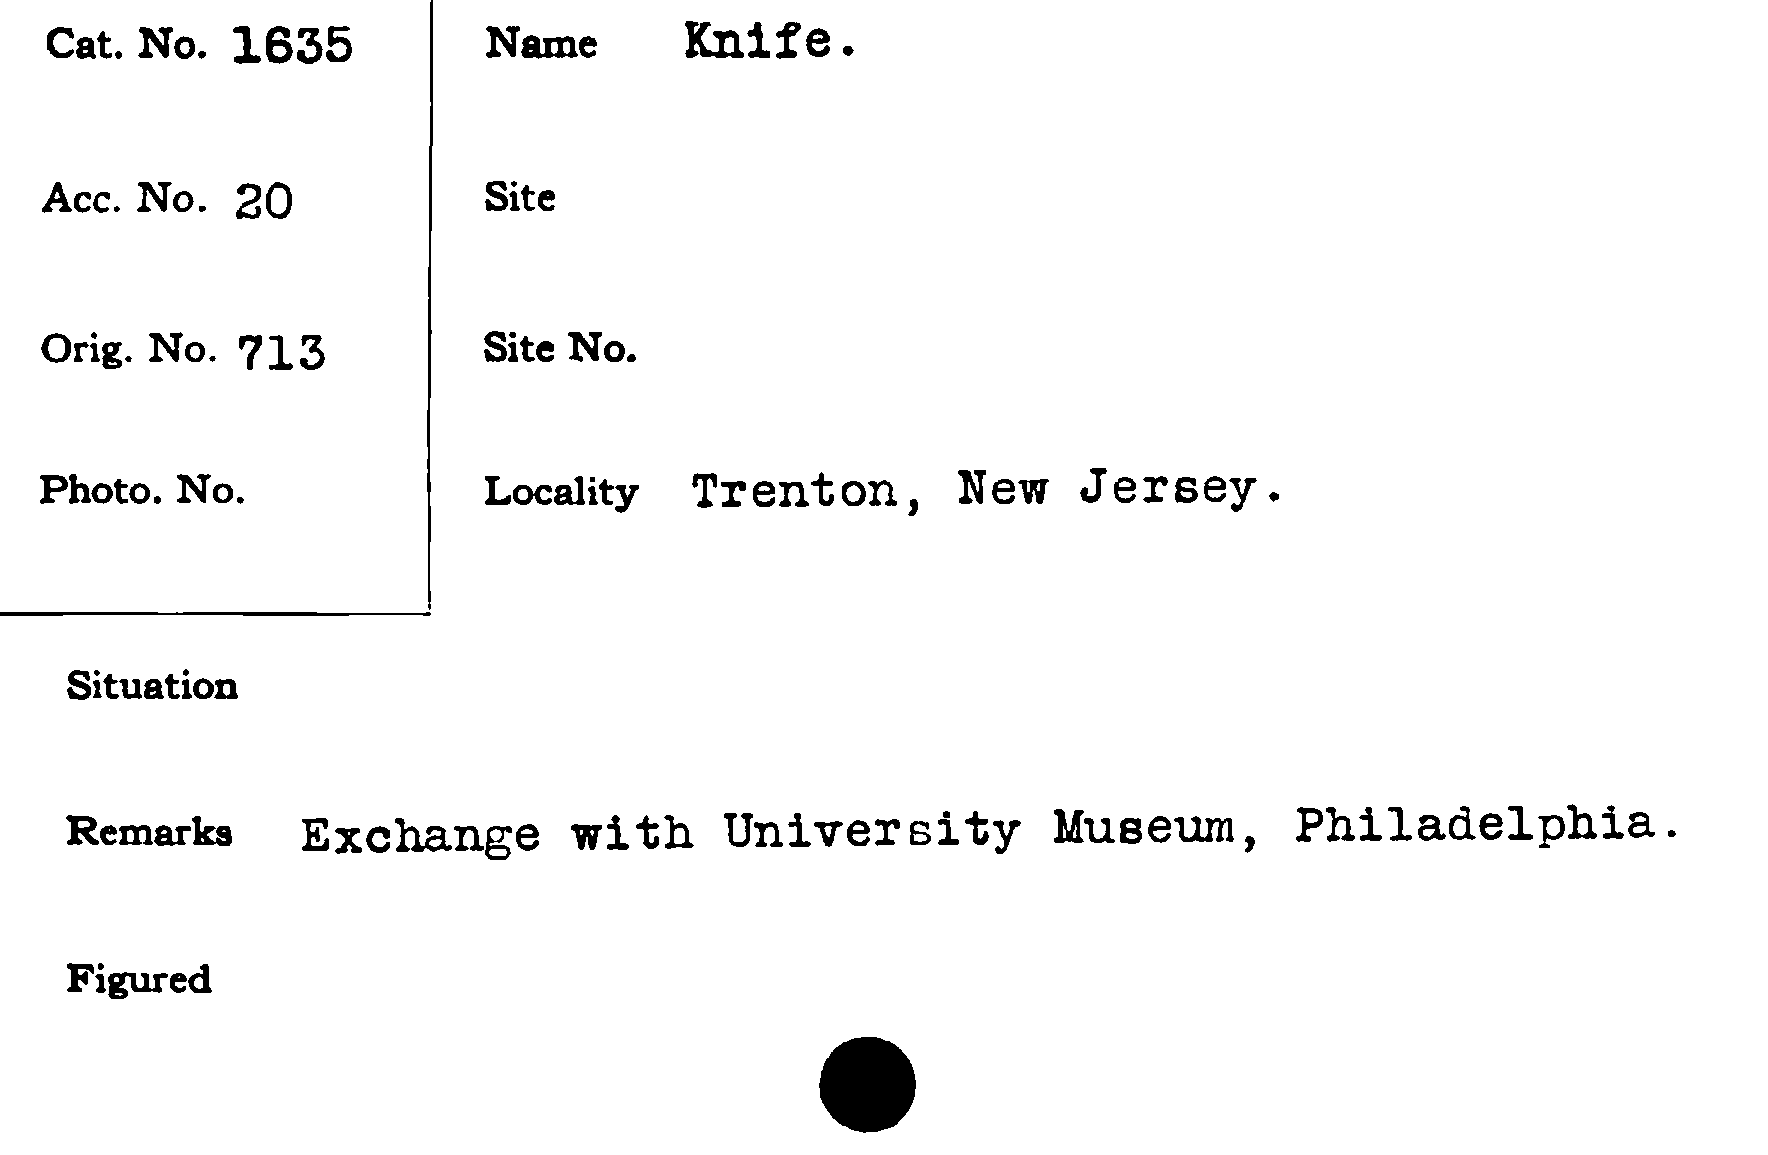 Cat. No. 1635
Acc. No. 20
Orig. No. 713
Photo. No.
Name Knife.
Site
Site No.
Locality Trenton, New Jersey.
Situation
Remarks Exchange with University Museum, Philadelphia.
Figured